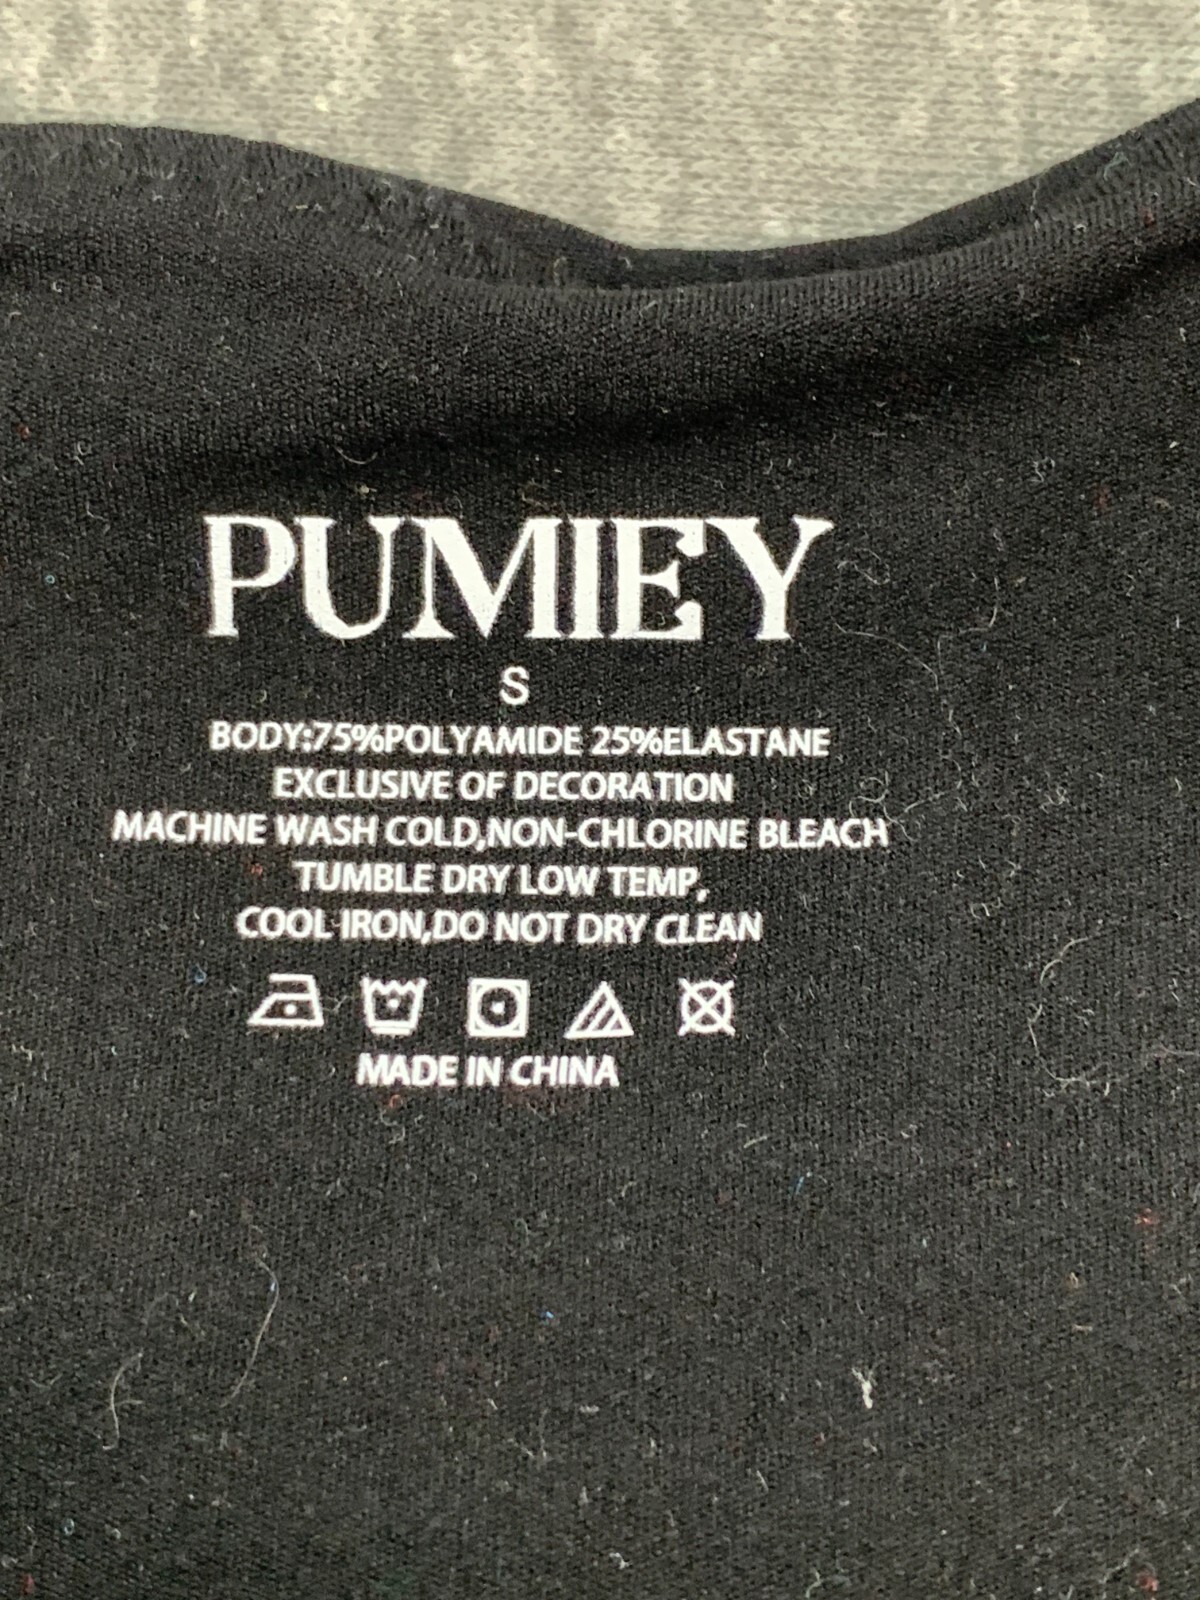 PUMIEY
S
BODY:75%POLYAMIDE 25%ELASTANE
EXCLUSIVE OF DECORATION
MACHINE WASH COLD,NON-CHLORINE BLEACH
TUMBLE DRY LOW TEMP,
COOL IRON,DO NOT DRY CLEAN
MADE IN CHINA